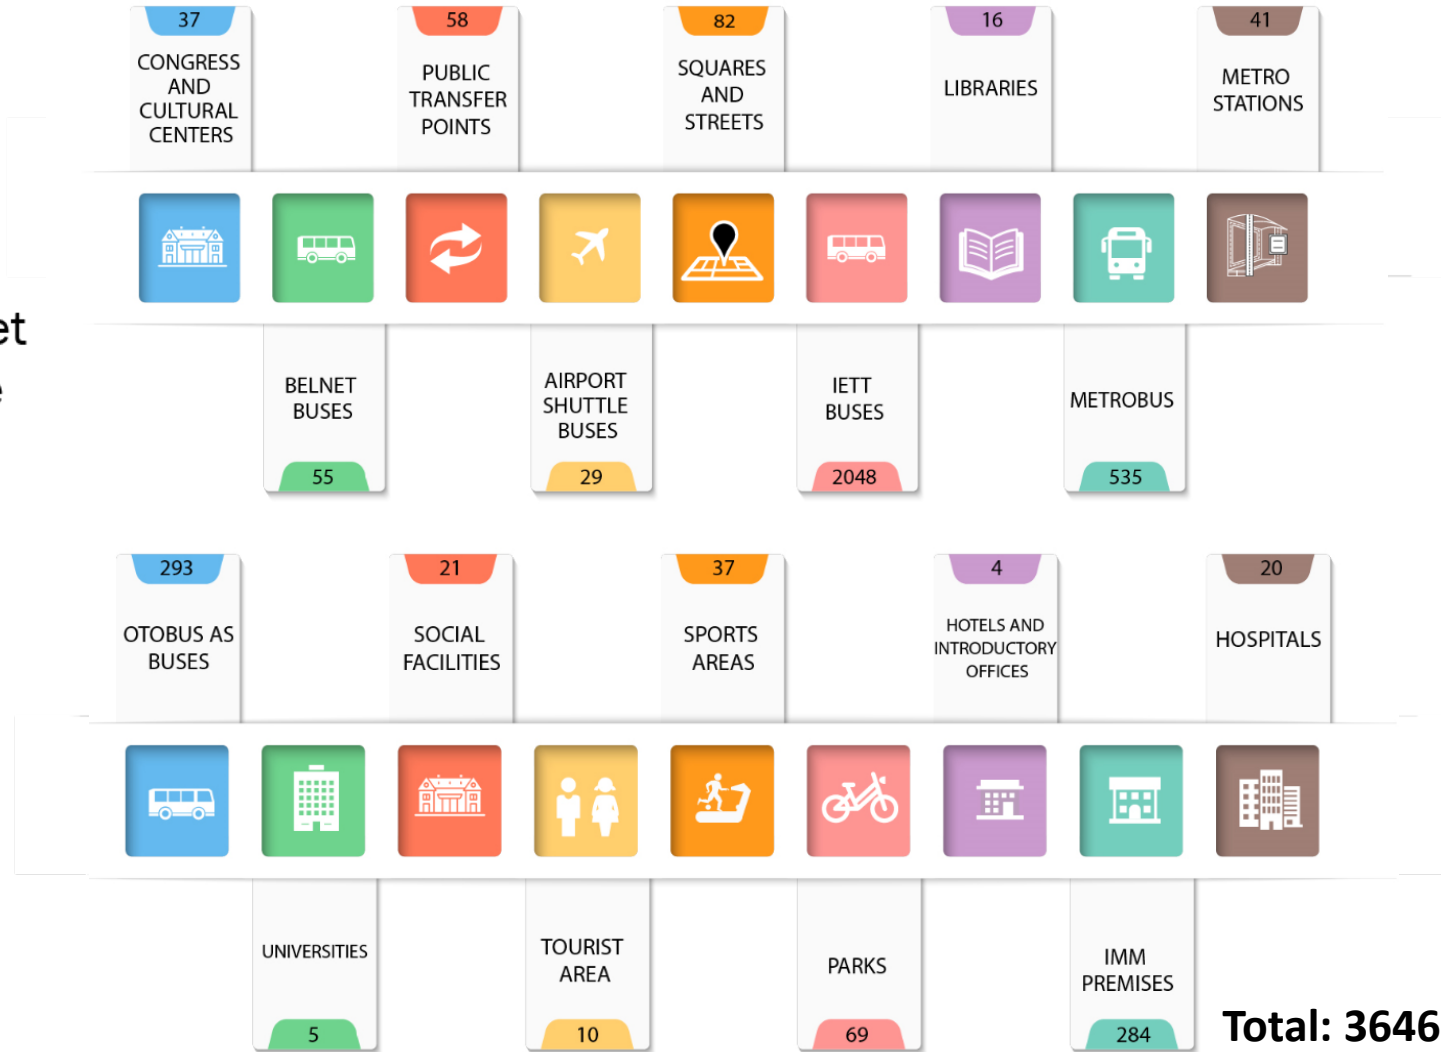 37
CONGRESS
AND
CULTURAL
CENTERS
58
PUBLIC
TRANSFER
POINTS
82
SQUARES
AND
STREETS
16
LIBRARIES
41
METRO
STATIONS
et
BELNET
BUSES
55
AIRPORT
SHUTTLE
BUSES
29
IETT
BUSES
2048
METROBUS
535
293
OTOBUS AS
BUSES
21
SOCIAL
FACILITIES
37
SPORTS
AREAS
4
HOTELS AND
INTRODUCTORY
OFFICES
20
HOSPITALS
UNIVERSITIES
5
TOURIST
AREA
10
PARKS
69
IMM
PREMISES
284
Total: 3646